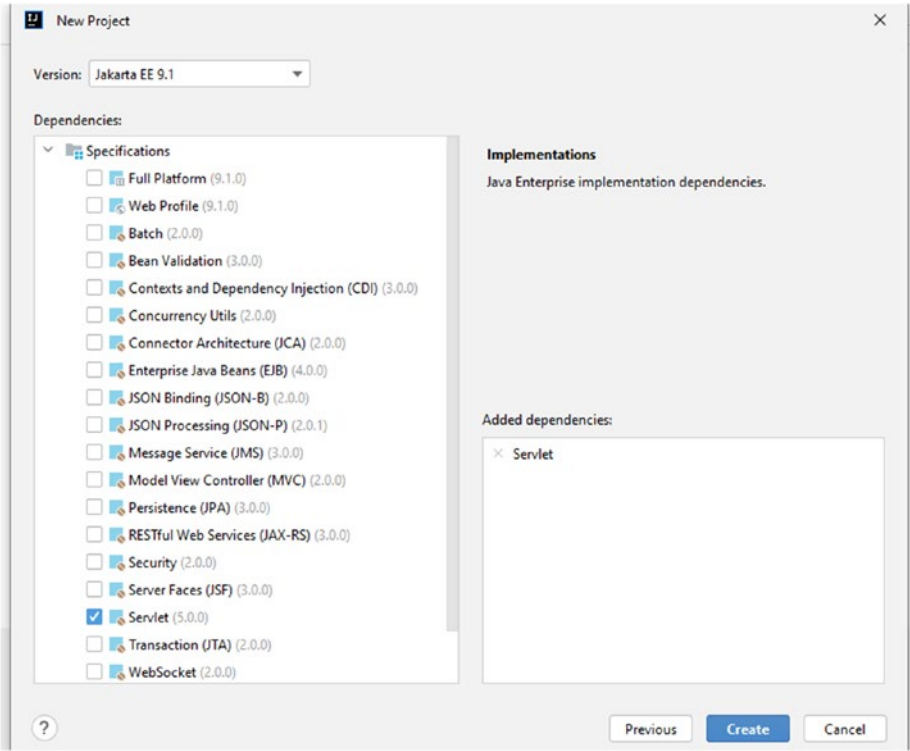 New Project
Version: Jakarta EE 9.1
Dependencies:
Specifications
Full Platform (9.1.0)
Web Profile (9.1.0)
Batch (2.0.0)
Bean Validation (3.0.0)
Contexts and Dependency Injection (CDI) (3.0.0)
Concurrency Utils (2.0.0)
Connector Architecture (JCA) (2.0.0)
Enterprise Java Beans (EJB) (4.0.0)
JSON Binding (JSON-B) (2.0.0)
JSON Processing (JSON-P) (2.0.1)
Message Service (JMS) (3.0.0)
Model View Controller (MVC) (2.0.0)
Persistence (JPA) (3.0.0)
RESTful Web Services (JAX-RS) (3.0.0)
Security (2.0.0)
Server Faces (JSF) (3.0.0)
Servlet (5.0.0)
Transaction (JTA) (2.0.0)
WebSocket (2.0.0)
Implementations
Java Enterprise implementation dependencies.
Added dependencies:
Servlet
?
Previous
Create
Cancel